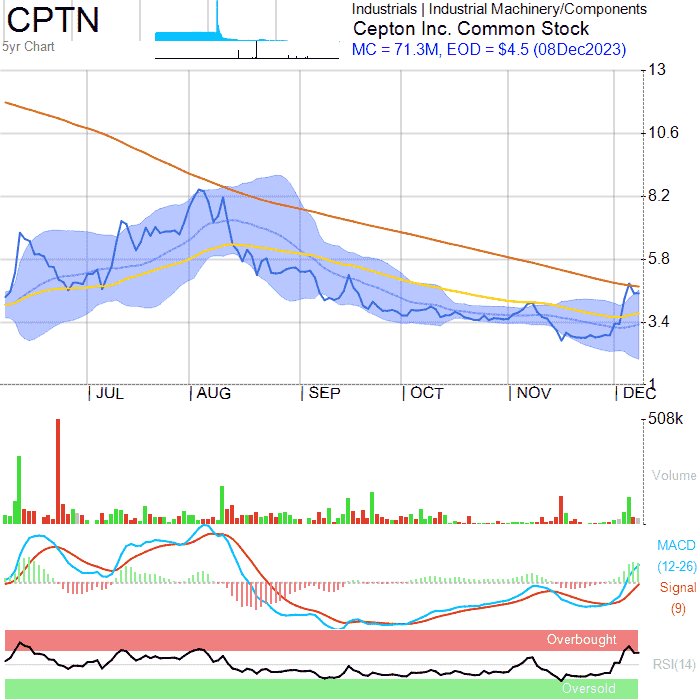 CPTN
5yr Chart
Industrials | Industrial Machinery/Components
Cepton Inc. Common Stock
MC = 71.3M, EOD = $4.5 (08Dec2023)
13
10.6
8.2
5.8
3.4
1
JUL AUG SEP OCT NOV DEC
508k
Volume
MACD
(12-26)
Signal
(9)
Overbought
RSI(14)
Oversold